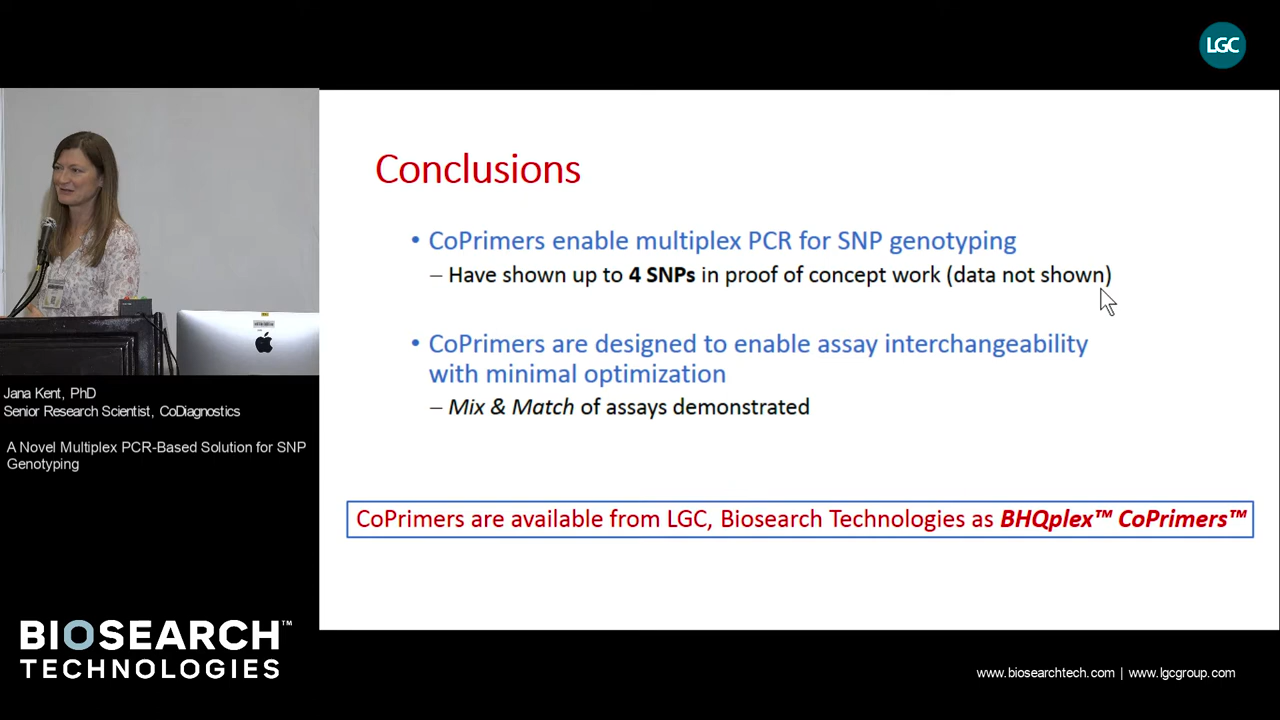 LGC
Conclusions
• CoPrimers enable multiplex PCR for SNP genotyping
– Have shown up to 4 SNPs in proof of concept work (data not shown)
• CoPrimers are designed to enable assay interchangeability
with minimal optimization
– Mix & Match of assays demonstrated
CoPrimers are available from LGC, Biosearch Technologies as BHQplex™ CoPrimers™
Jana Kent, PhD
Senior Research Scientist, CoDiagnostics
A Novel Multiplex PCR-Based Solution for SNP
Genotyping
BIOSEARCH™
TECHNOLOGIES
www.biosearchtech.com | www.lgcgroup.com